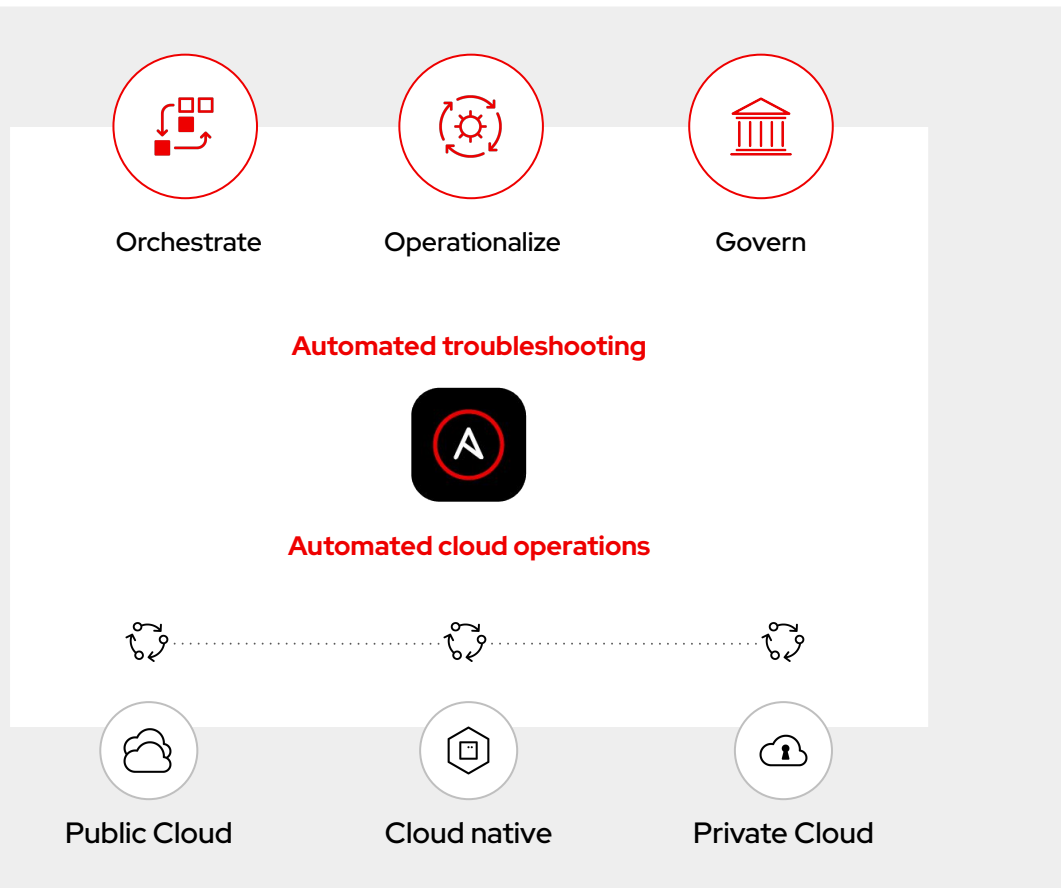 Orchestrate
Operationalize
Govern
Automated troubleshooting
Automated cloud operations
Public Cloud
Cloud native
Private Cloud